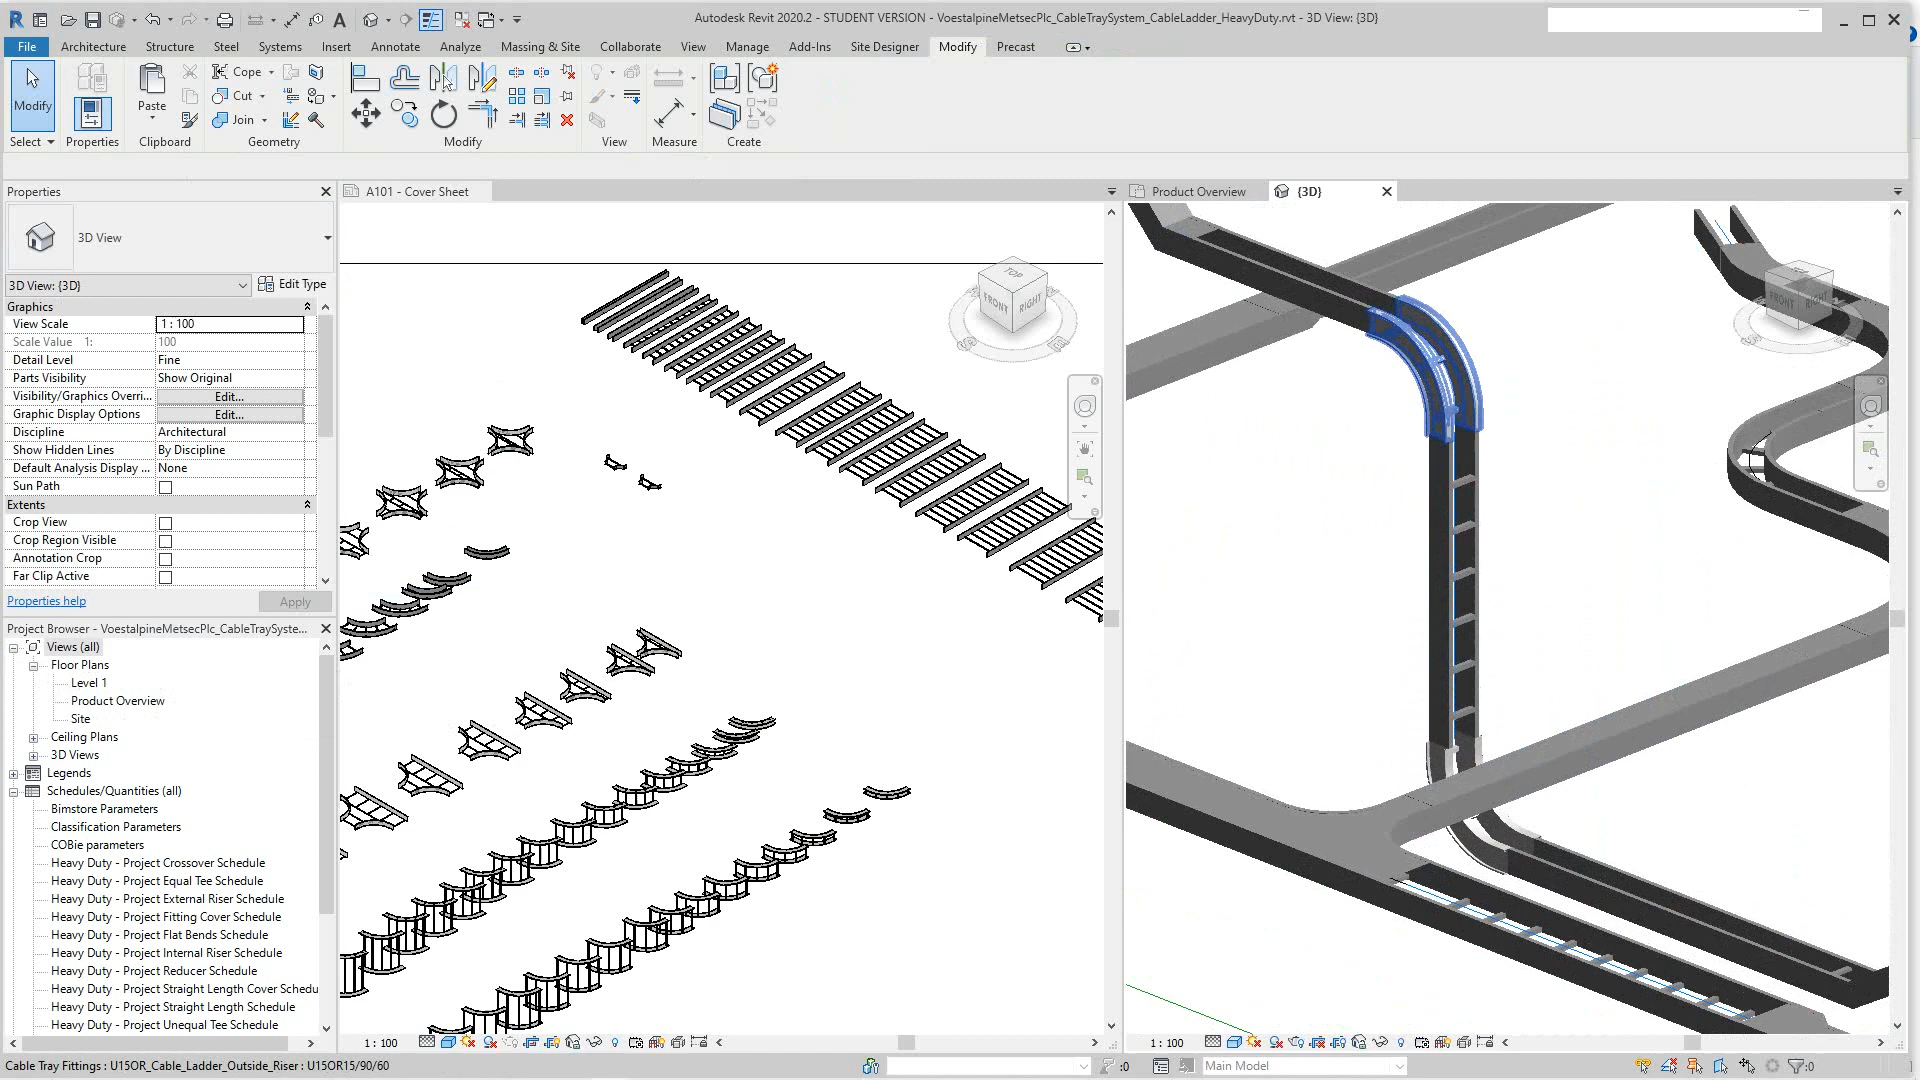 Autodesk Revit 2020.2 - STUDENT VERSION - VoestalpineMetsecPlc_CableTraySystem_CableLadder_HeavyDuty.rvt - 3D View: {3D}
File Architecture Structure Steel Systems Insert Annotate Analyze Massing & Site Collaborate View Manage Add-Ins Site Designer Modify Precast
Modify
Paste
Cope
Cut
Join
Select Properties Clipboard Geometry Modify View Measure Create
Properties
A101 - Cover Sheet
Product Overview
{3D}
3D View
3D View: {3D}
Edit Type
Graphics
View Scale 1 : 100
Scale Value 1: 100
Detail Level Fine
Parts Visibility Show Original
Visibility/Graphics Overri... Edit...
Graphic Display Options Edit...
Discipline Architectural
Show Hidden Lines By Discipline
Default Analysis Display ... None
Sun Path
Extents
Crop View
Crop Region Visible
Annotation Crop
Far Clip Active
Properties help Apply
Project Browser - VoestalpineMetsecPlc_CableTraySyste...
Views (all)
Floor Plans
Level 1
Product Overview
Site
Ceiling Plans
3D Views
Legends
Schedules/Quantities (all)
Bimstore Parameters
Classification Parameters
COBie parameters
Heavy Duty - Project Crossover Schedule
Heavy Duty - Project Equal Tee Schedule
Heavy Duty - Project External Riser Schedule
Heavy Duty - Project Fitting Cover Schedule
Heavy Duty - Project Flat Bends Schedule
Heavy Duty - Project Internal Riser Schedule
Heavy Duty - Project Reducer Schedule
Heavy Duty - Project Straight Length Cover Schedu
Heavy Duty - Project Straight Length Schedule
Heavy Duty - Project Unequal Tee Schedule
TOP
FRONT RIGHT
FRONT RIGHT
1 : 100
1 : 100
Cable Tray Fittings : U15OR_Cable_Ladder_Outside_Riser : U15OR15/90/60
:0
Main Model
:0